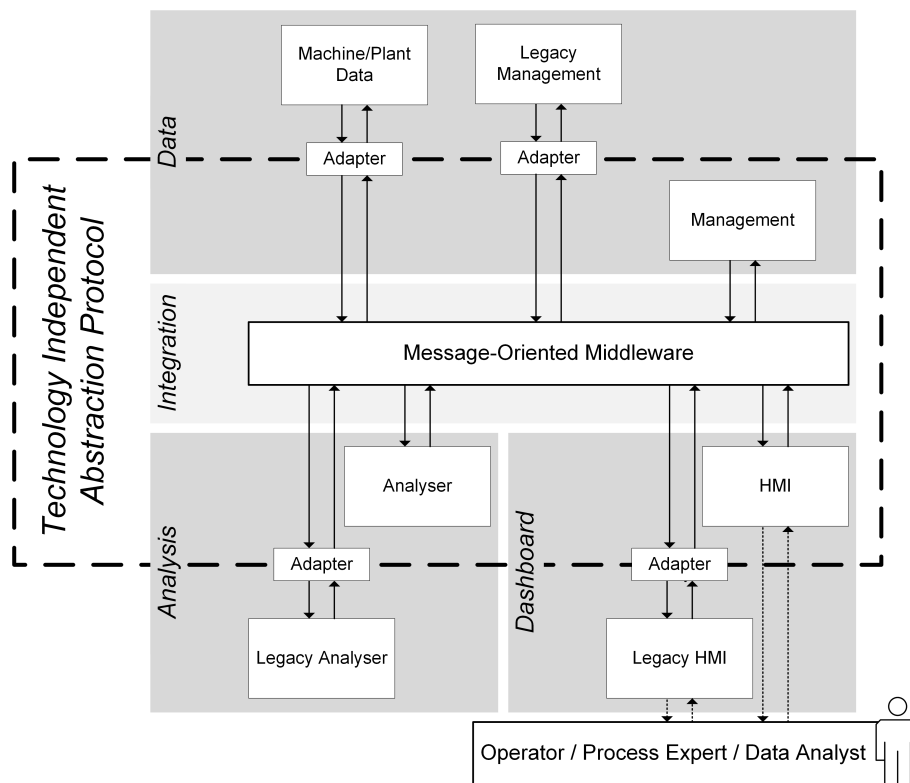 Machine/Plant
Data
Legacy
Management
Data
Adapter
Adapter
Technology Independent
Abstraction Protocol
Management
Integration
Message-Oriented Middleware
Analysis
Analyser
Adapter
Legacy Analyser
Dashboard
HMI
Adapter
Legacy HMI
Operator / Process Expert / Data Analyst